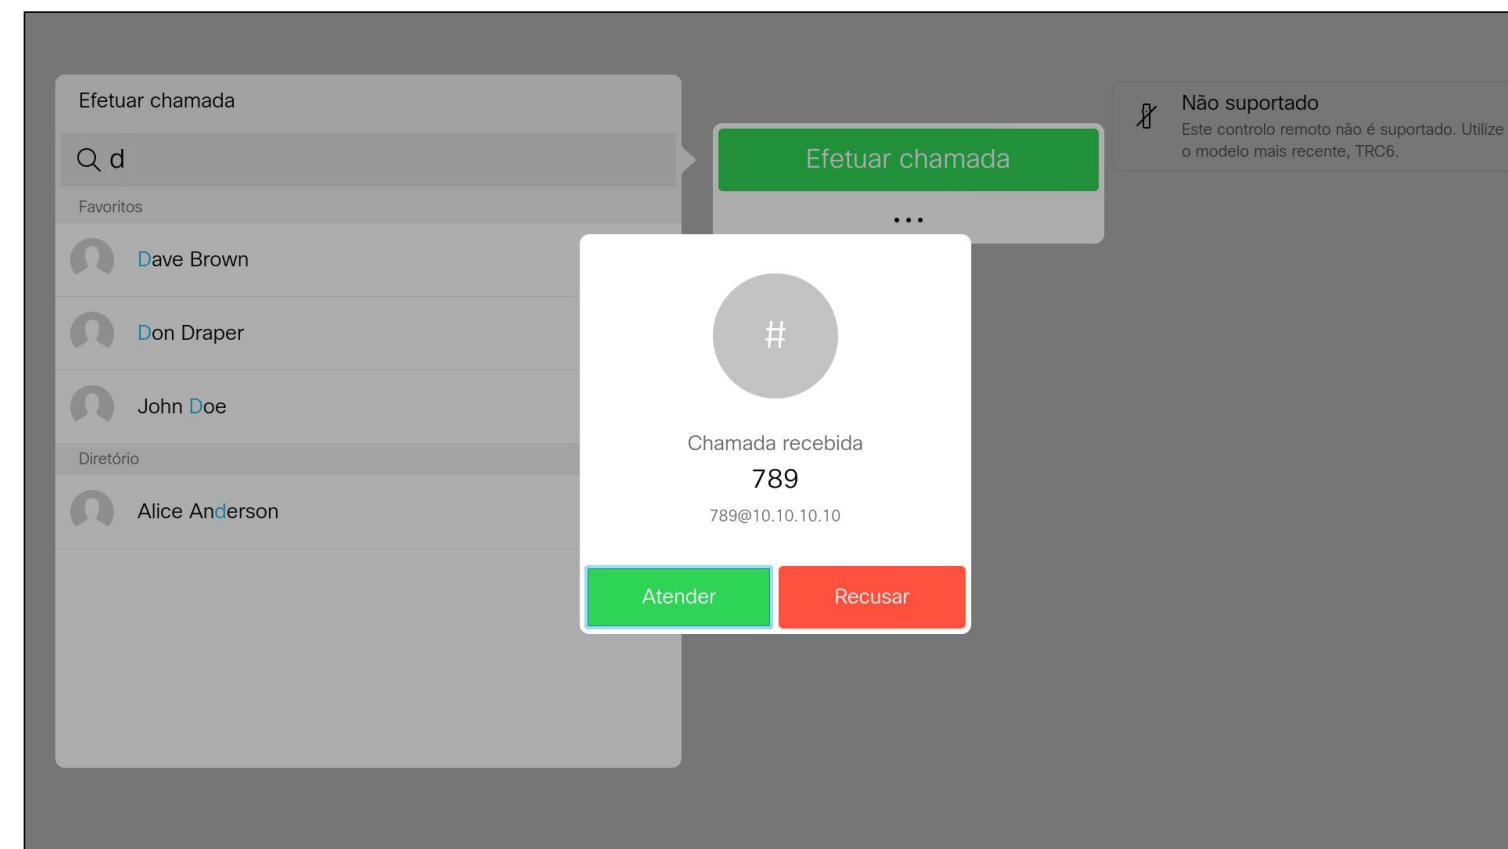 Efetuar chamada
d
Favoritos
Dave Brown
Don Draper
John Doe
Diretório
Alice Anderson
Efetuar chamada
...
Não suportado
Este controlo remoto não é suportado. Utilize
o modelo mais recente, TRC6.
#
Chamada recebida
789
789@10.10.10.10
Atender
Recusar